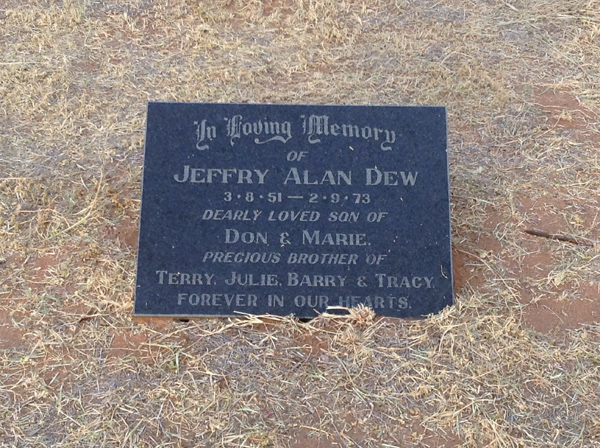 In Loving Memory
OF
JEFFRY ALAN DEW
3·8·51 — 2·9·73
DEARLY LOVED SON OF
DON & MARIE.
PRECIOUS BROTHER OF
TERRY, JULIE, BARRY & TRACY.
FOREVER IN OUR HEARTS.